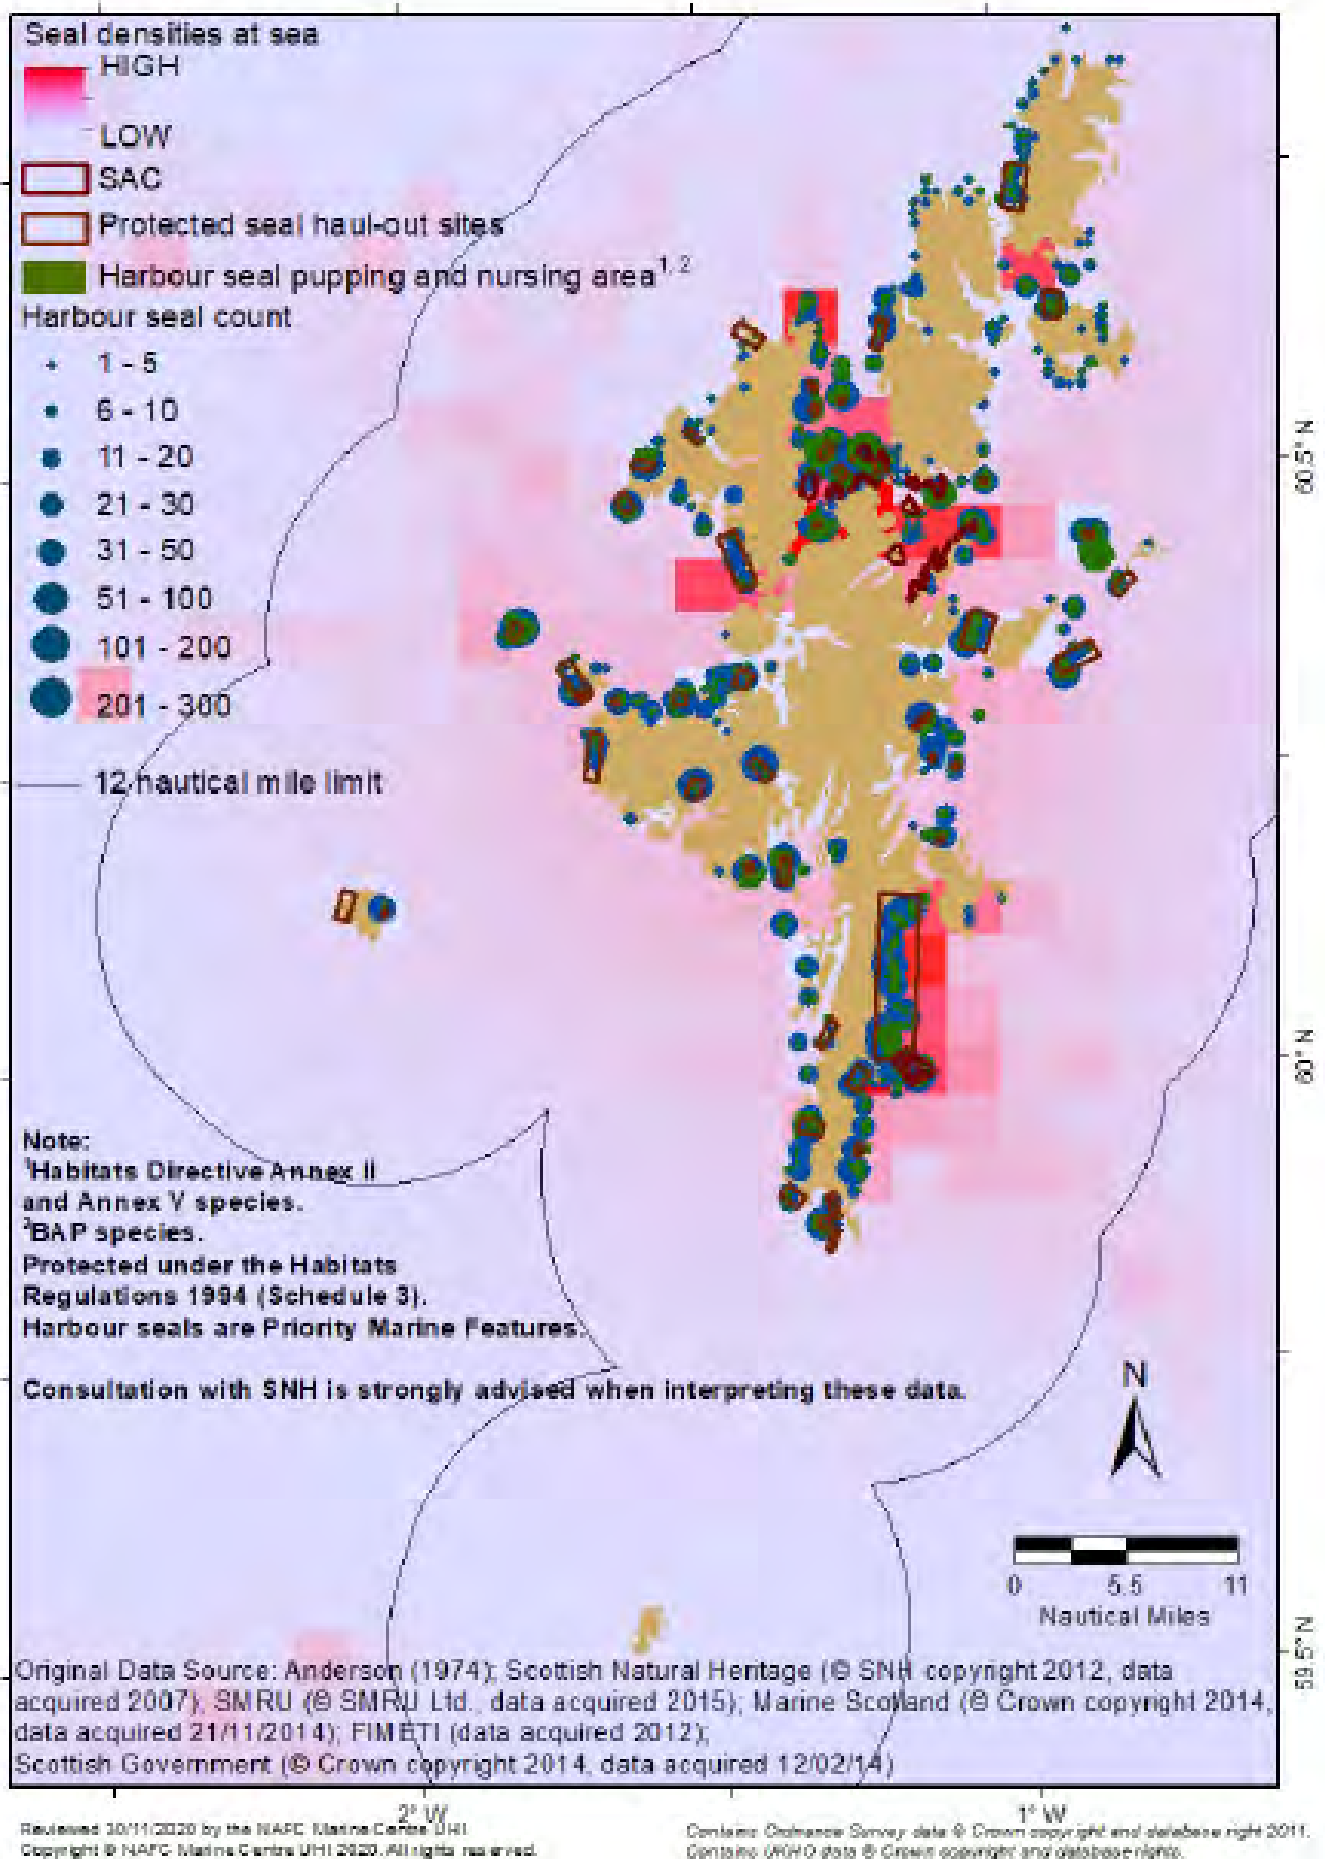 Seal densities at sea
HIGH
LOW
SAC
Protected seal haul-out sites
Harbour seal pupping and nursing area1, 2
Harbour seal count
1 - 5
6 - 10
11 - 20
21 - 30
31 - 50
51 - 100
101 - 200
201 - 300
12 nautical mile limit
60.5° N
60° N
Note:
1Habitats Directive Annex II
and Annex V species.
2BAP species.
Protected under the Habitats
Regulations 1994 (Schedule 3).
Harbour seals are Priority Marine Features.
Consultation with SNH is strongly advised when interpreting these data.
N
0 5.5 11
Nautical Miles
59.5° N
Original Data Source: Anderson (1974); Scottish Natural Heritage (© SNH copyright 2012, data
acquired 2007), SMRU (© SMRU Ltd., data acquired 2015); Marine Scotland (© Crown copyright 2014,
data acquired 21/11/2014); FIMETI (data acquired 2012);
Scottish Government (© Crown copyright 2014, data acquired 12/02/14)
2° W
1° W
Reviewed 30/11/2020 by the NAFC Marine Centre UHI
Copyright © NAFC Marine Centre UHI 2020. All rights reserved.
Contains Ordnance Survey data © Crown copyright and database right 2011.
Contains UKHO data © Crown copyright and database rights.